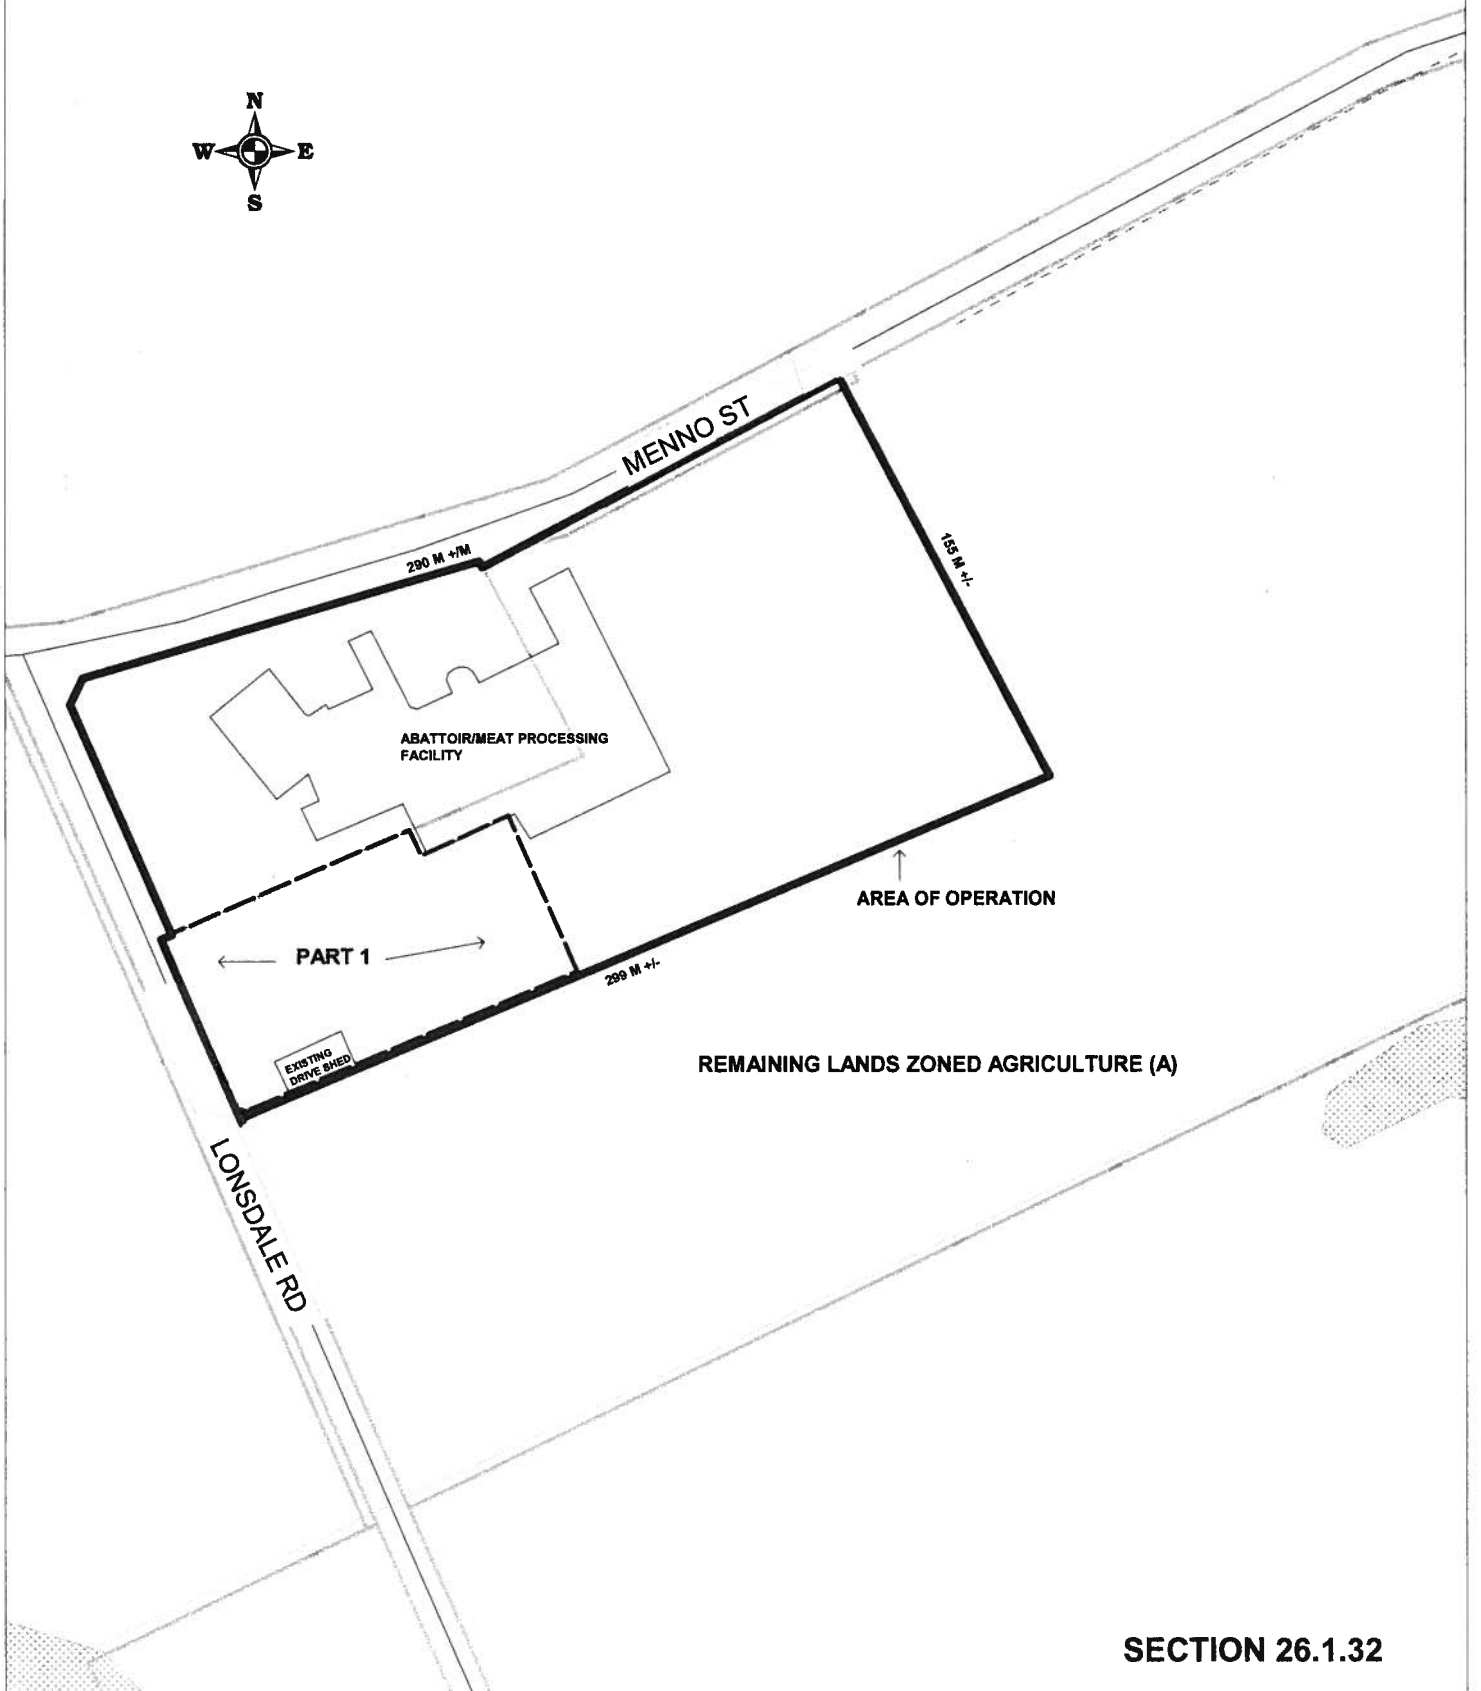 N
W E
S
MENNO ST
290 M +/M
155 M +/-
ABATTOIR/MEAT PROCESSING
FACILITY
AREA OF OPERATION
PART 1
299 M +/-
EXISTING
DRIVE SHED
REMAINING LANDS ZONED AGRICULTURE (A)
LONSDALE RD
SECTION 26.1.32